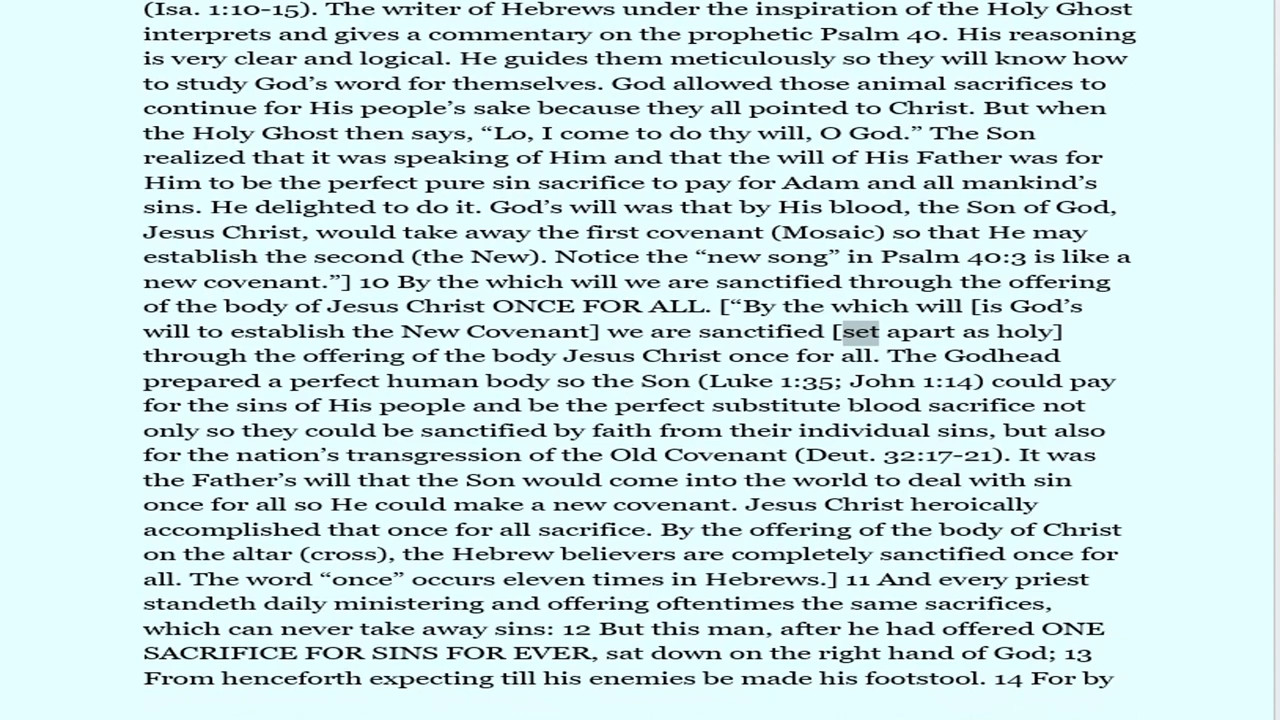 (Isa. 1:10-15). The writer of Hebrews under the inspiration of the Holy Ghost
interprets and gives a commentary on the prophetic Psalm 40. His reasoning
is very clear and logical. He guides them meticulously so they will know how
to study God’s word for themselves. God allowed those animal sacrifices to
continue for His people’s sake because they all pointed to Christ. But when
the Holy Ghost then says, “Lo, I come to do thy will, O God.” The Son
realized that it was speaking of Him and that the will of His Father was for
Him to be the perfect pure sin sacrifice to pay for Adam and all mankind’s
sins. He delighted to do it. God’s will was that by His blood, the Son of God,
Jesus Christ, would take away the first covenant (Mosaic) so that He may
establish the second (the New). Notice the “new song” in Psalm 40:3 is like a
new covenant.”] 10 By the which will we are sanctified through the offering
of the body of Jesus Christ ONCE FOR ALL. [“By the which will [is God’s
will to establish the New Covenant] we are sanctified [set apart as holy]
through the offering of the body Jesus Christ once for all. The Godhead
prepared a perfect human body so the Son (Luke 1:35; John 1:14) could pay
for the sins of His people and be the perfect substitute blood sacrifice not
only so they could be sanctified by faith from their individual sins, but also
for the nation’s transgression of the Old Covenant (Deut. 32:17-21). It was
the Father’s will that the Son would come into the world to deal with sin
once for all so He could make a new covenant. Jesus Christ heroically
accomplished that once for all sacrifice. By the offering of the body of Christ
on the altar (cross), the Hebrew believers are completely sanctified once for
all. The word “once” occurs eleven times in Hebrews.] 11 And every priest
standeth daily ministering and offering oftentimes the same sacrifices,
which can never take away sins: 12 But this man, after he had offered ONE
SACRIFICE FOR SINS FOR EVER, sat down on the right hand of God; 13
From henceforth expecting till his enemies be made his footstool. 14 For by